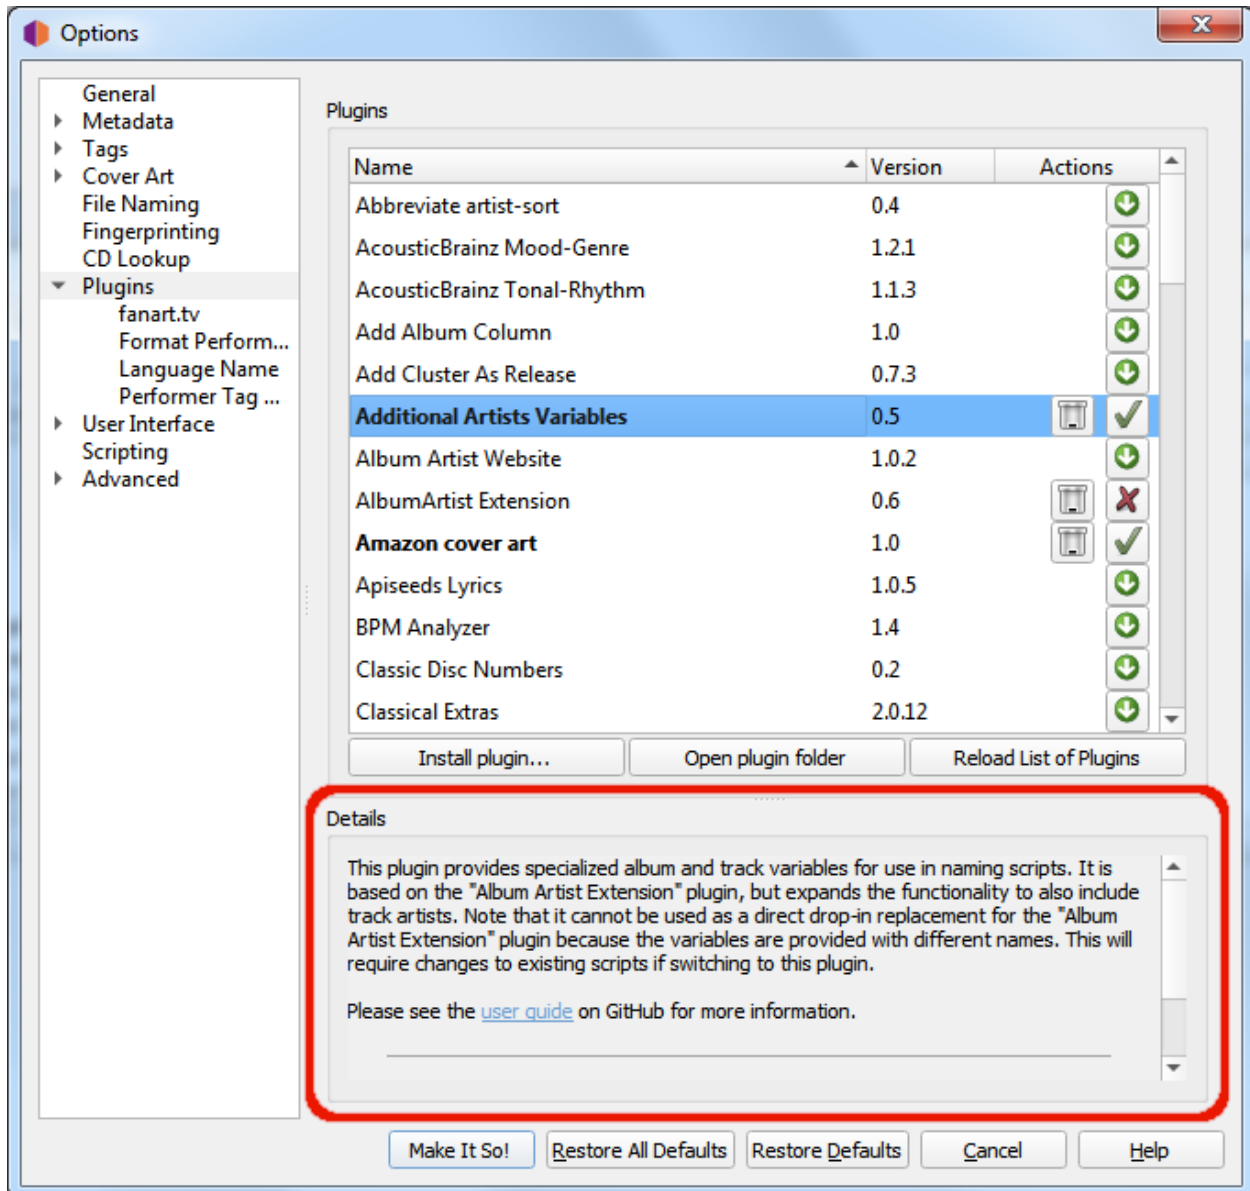 Options
General
Metadata
Tags
Cover Art
File Naming
Fingerprinting
CD Lookup
Plugins
fanart.tv
Format Perform...
Language Name
Performer Tag ...
User Interface
Scripting
Advanced
Plugins
Name Version Actions
Abbreviate artist-sort 0.4
AcousticBrainz Mood-Genre 1.2.1
AcousticBrainz Tonal-Rhythm 1.1.3
Add Album Column 1.0
Add Cluster As Release 0.7.3
Additional Artists Variables 0.5
Album Artist Website 1.0.2
AlbumArtist Extension 0.6
Amazon cover art 1.0
Apiseeds Lyrics 1.0.5
BPM Analyzer 1.4
Classic Disc Numbers 0.2
Classical Extras 2.0.12
Install plugin... Open plugin folder Reload List of Plugins
Details
This plugin provides specialized album and track variables for use in naming scripts. It is
based on the "Album Artist Extension" plugin, but expands the functionality to also include
track artists. Note that it cannot be used as a direct drop-in replacement for the "Album
Artist Extension" plugin because the variables are provided with different names. This will
require changes to existing scripts if switching to this plugin.
Please see the user guide on GitHub for more information.
Make It So! Restore All Defaults Restore Defaults Cancel Help